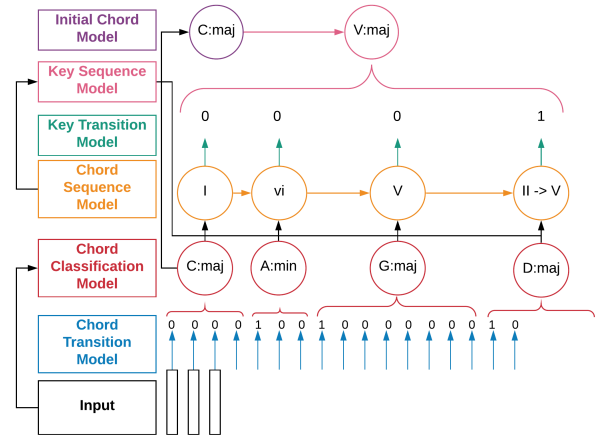 Initial Chord
Model
C:maj
V:maj
Key Sequence
Model
Key Transition
Model
0 0 0 1
Chord
Sequence
Model
I vi V II -> V
Chord
Classification
Model
C:maj A:min G:maj D:maj
Chord
Transition
Model
0 0 0 0 1 0 0 1 0 0 0 0 0 0 0 1 0
Input